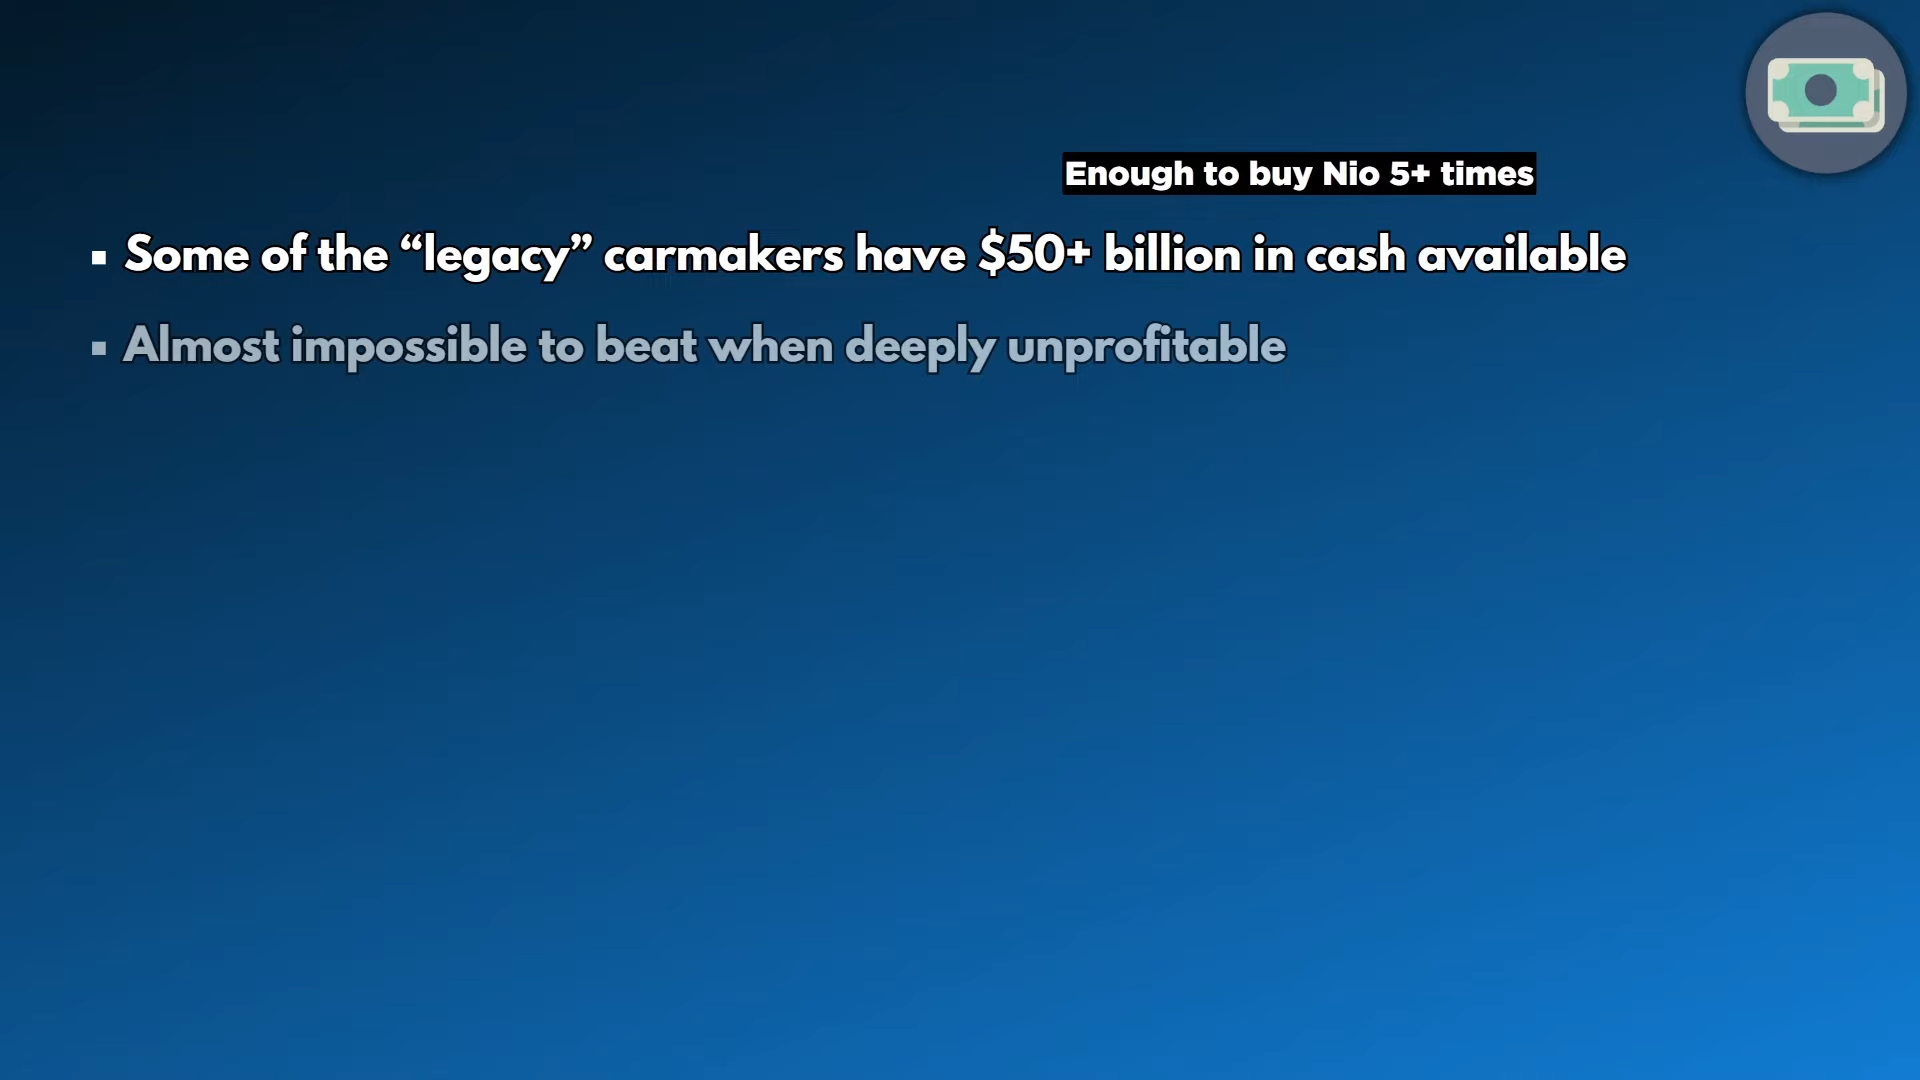 Enough to buy Nio 5+ times
▪ Some of the “legacy” carmakers have $50+ billion in cash available
▪ Almost impossible to beat when deeply unprofitable